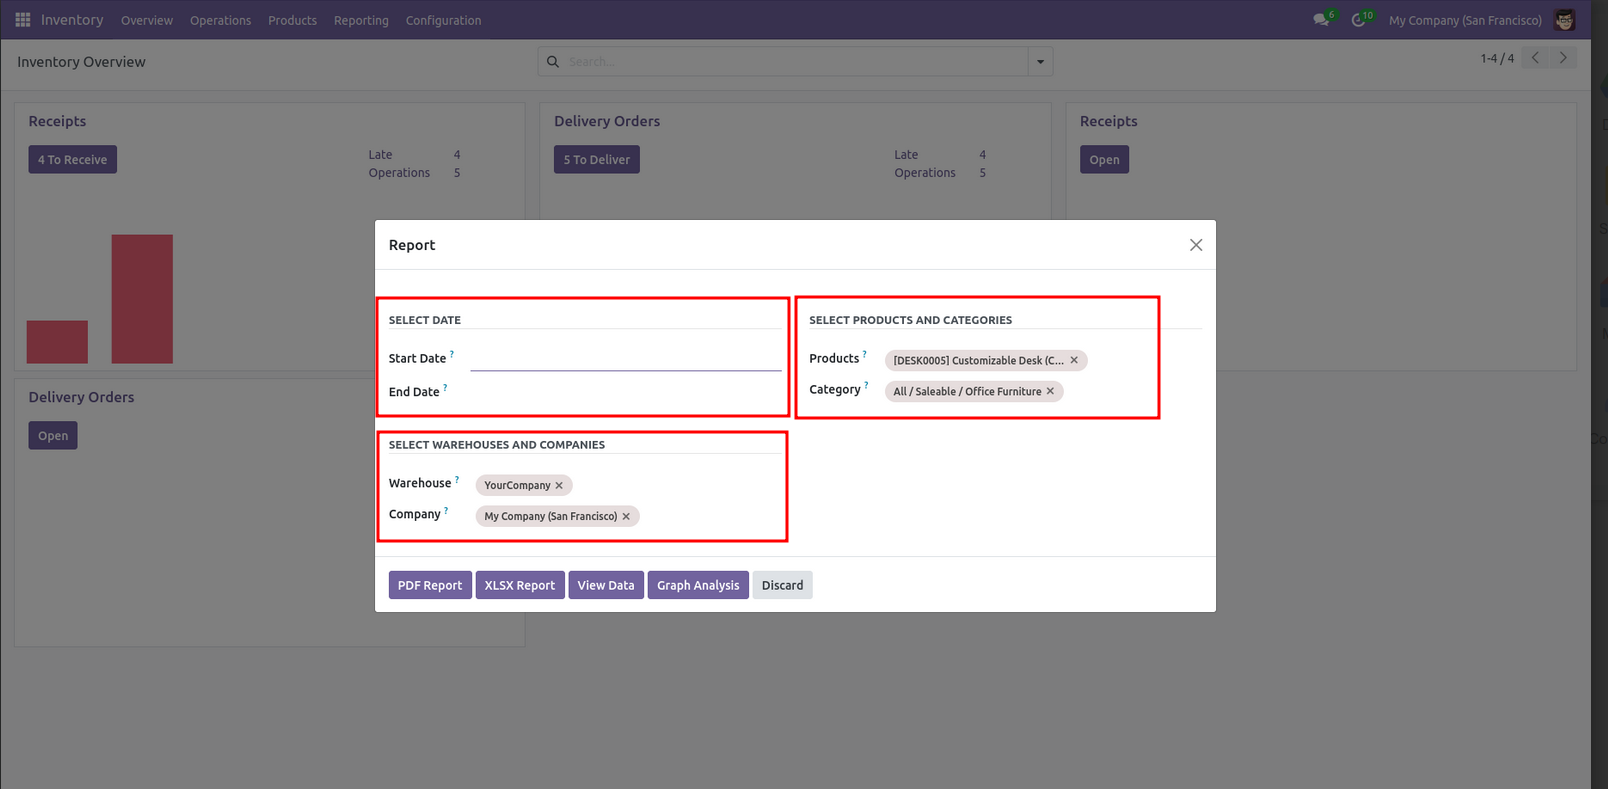 Inventory Overview Operations Products Reporting Configuration 6 10 My Company (San Francisco)
Inventory Overview Search... 1-4 / 4
Receipts
4 To Receive
Late 4
Operations 5
Delivery Orders
5 To Deliver
Late 4
Operations 5
Receipts
Open
Delivery Orders
Open
Report
SELECT DATE
Start Date ?
End Date ?
SELECT PRODUCTS AND CATEGORIES
Products ? [DESK0005] Customizable Desk (C... ×
Category ? All / Saleable / Office Furniture ×
SELECT WAREHOUSES AND COMPANIES
Warehouse ? YourCompany ×
Company ? My Company (San Francisco) ×
PDF Report XLSX Report View Data Graph Analysis Discard